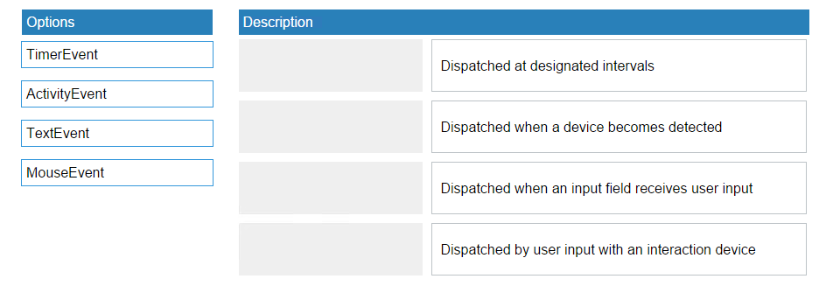 Options
Description
TimerEvent
ActivityEvent
TextEvent
MouseEvent
Dispatched at designated intervals
Dispatched when a device becomes detected
Dispatched when an input field receives user input
Dispatched by user input with an interaction device